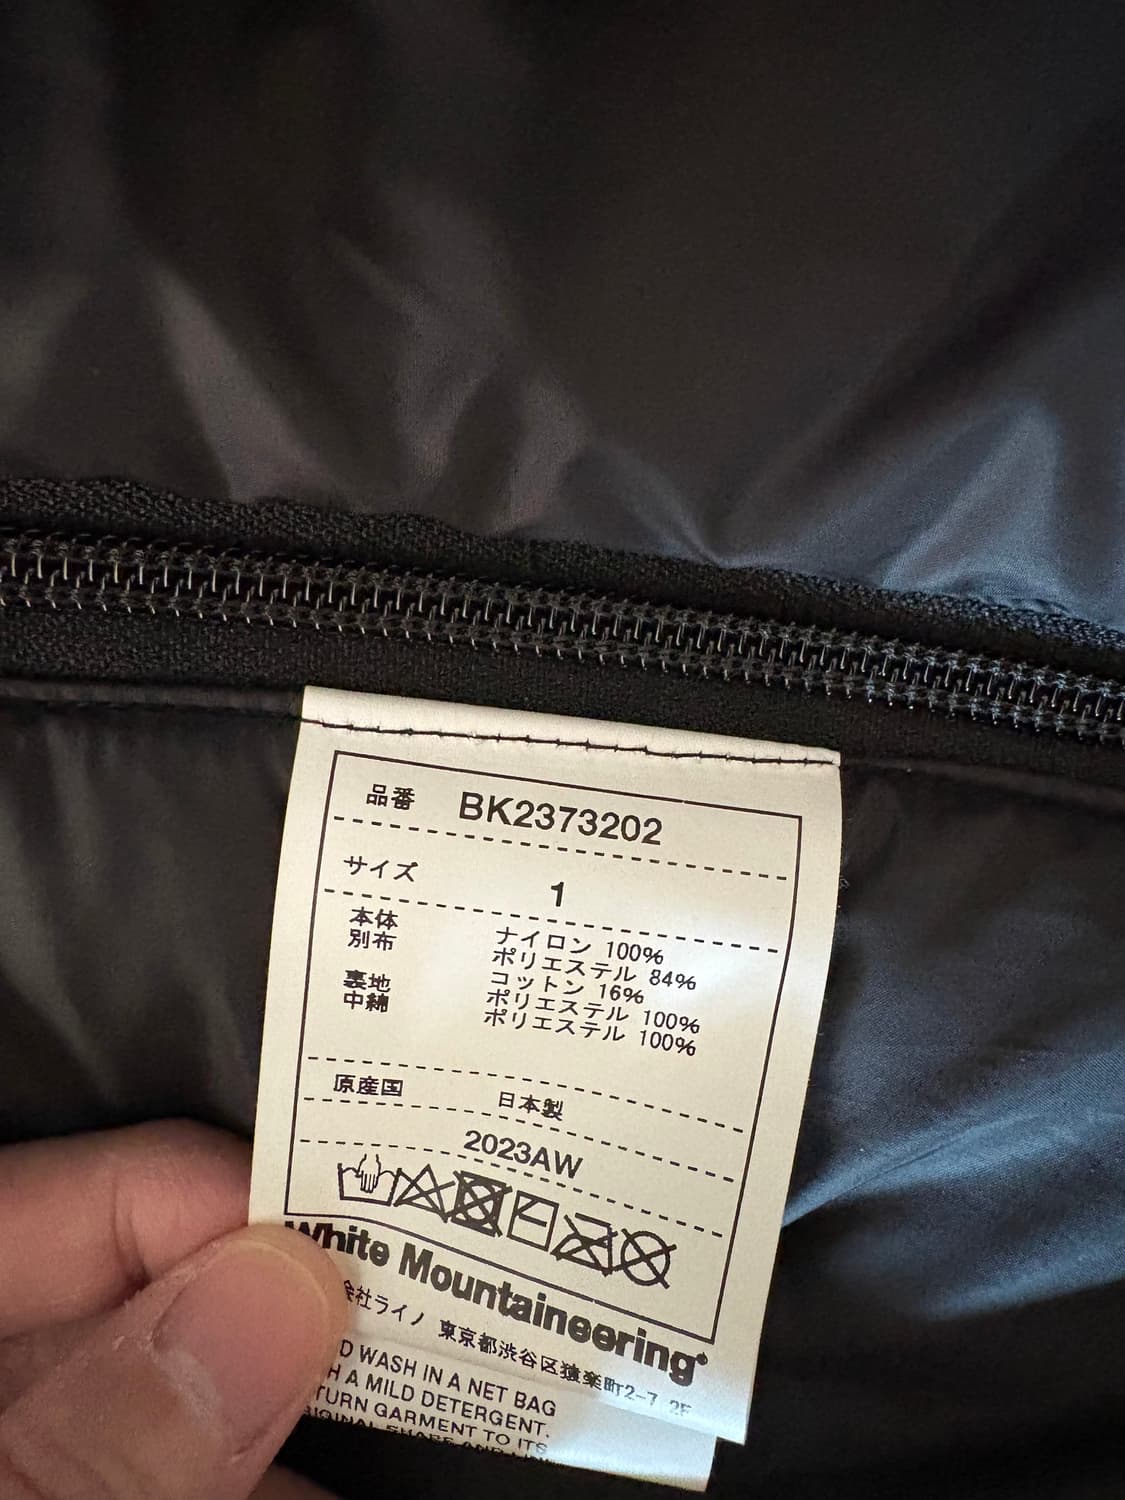 品番 BK2373202
サイズ 1
本体 ナイロン 100%
別布 ポリエステル 84%
コットン 16%
裏地 ポリエステル 100%
中綿 ポリエステル 100%
原産国 日本製
2023AW
White Mountaineering
会社ライノ 東京都渋谷区猿楽町2-7 2F
D WASH IN A NET BAG
H A MILD DETERGENT.
TURN GARMENT TO ITS